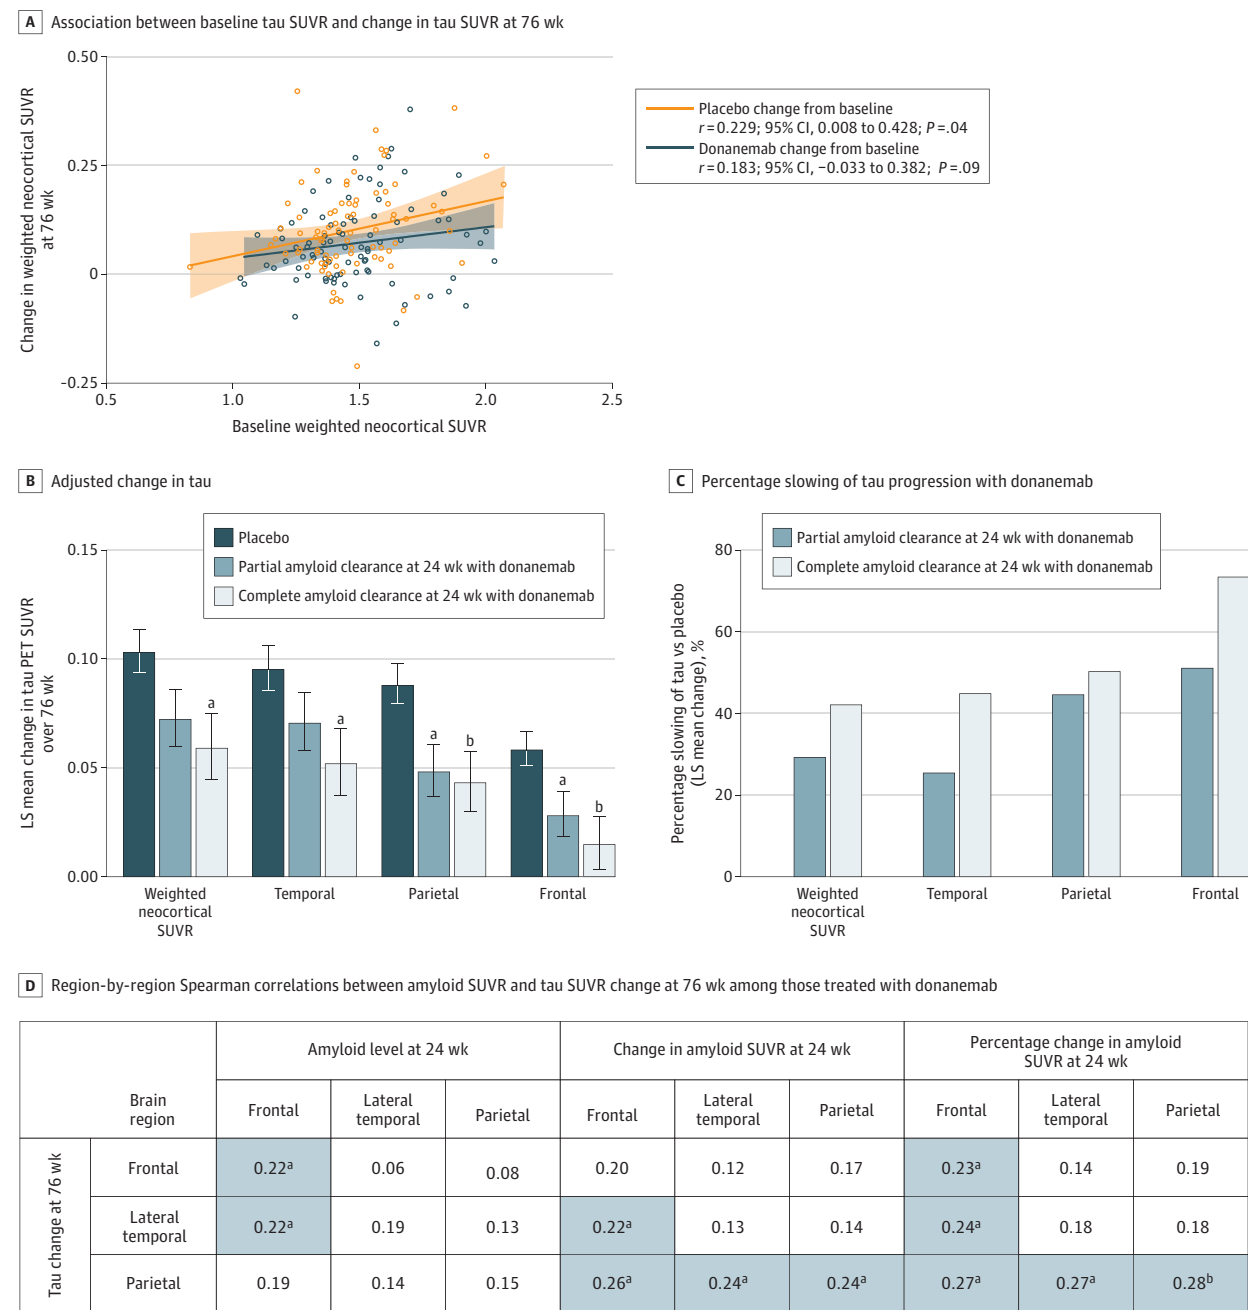 A Association between baseline tau SUVR and change in tau SUVR at 76 wk
Change in weighted neocortical SUVR
at 76 wk
0.50
0.25
0
-0.25
0.5 1.0 1.5 2.0 2.5
Baseline weighted neocortical SUVR
Placebo change from baseline
r=0.229; 95% CI, 0.008 to 0.428; P=.04
Donanemab change from baseline
r=0.183; 95% CI, −0.033 to 0.382; P=.09
B Adjusted change in tau
Placebo
Partial amyloid clearance at 24 wk with donanemab
Complete amyloid clearance at 24 wk with donanemab
LS mean change in tau PET SUVR
over 76 wk
0.15
0.10
0.05
0.00
a
a
a b
a
b
Weighted
neocortical
SUVR
Temporal
Parietal
Frontal
C Percentage slowing of tau progression with donanemab
Partial amyloid clearance at 24 wk with donanemab
Complete amyloid clearance at 24 wk with donanemab
Percentage slowing of tau vs placebo
(LS mean change), %
80
60
40
20
0
Weighted
neocortical
SUVR
Temporal
Parietal
Frontal
D Region-by-region Spearman correlations between amyloid SUVR and tau SUVR change at 76 wk among those treated with donanemab
Amyloid level at 24 wk
Change in amyloid SUVR at 24 wk
Percentage change in amyloid
SUVR at 24 wk
Brain
region
Frontal
Lateral
temporal
Parietal
Frontal
Lateral
temporal
Parietal
Frontal
Lateral
temporal
Parietal
Tau change at 76 wk
Frontal 0.22a 0.06 0.08 0.20 0.12 0.17 0.23a 0.14 0.19
Lateral
temporal
0.22a 0.19 0.13 0.22a 0.13 0.14 0.24a 0.18 0.18
Parietal 0.19 0.14 0.15 0.26a 0.24a 0.24a 0.27a 0.27a 0.28b